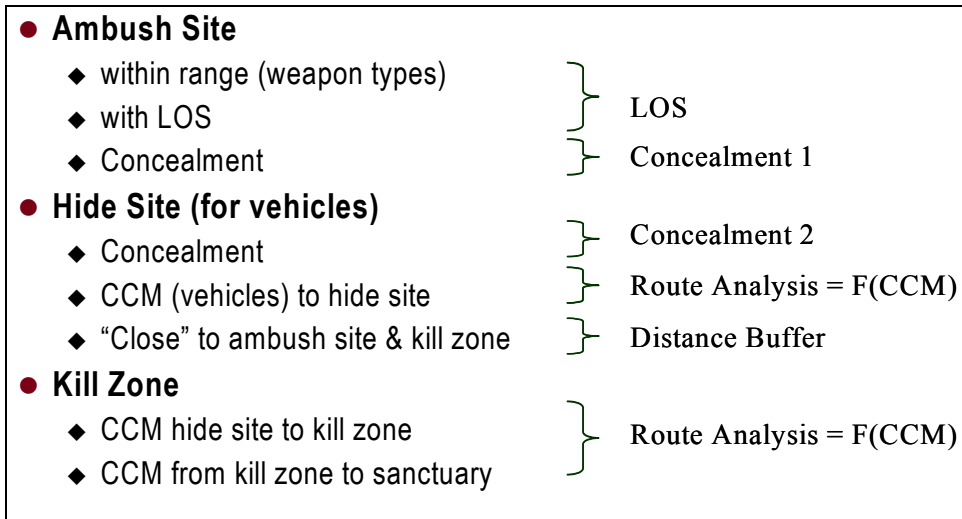 ● Ambush Site
◆ within range (weapon types)
◆ with LOS
LOS
◆ Concealment
Concealment 1
● Hide Site (for vehicles)
◆ Concealment
Concealment 2
◆ CCM (vehicles) to hide site
Route Analysis = F(CCM)
◆ “Close” to ambush site & kill zone
Distance Buffer
● Kill Zone
◆ CCM hide site to kill zone
◆ CCM from kill zone to sanctuary
Route Analysis = F(CCM)